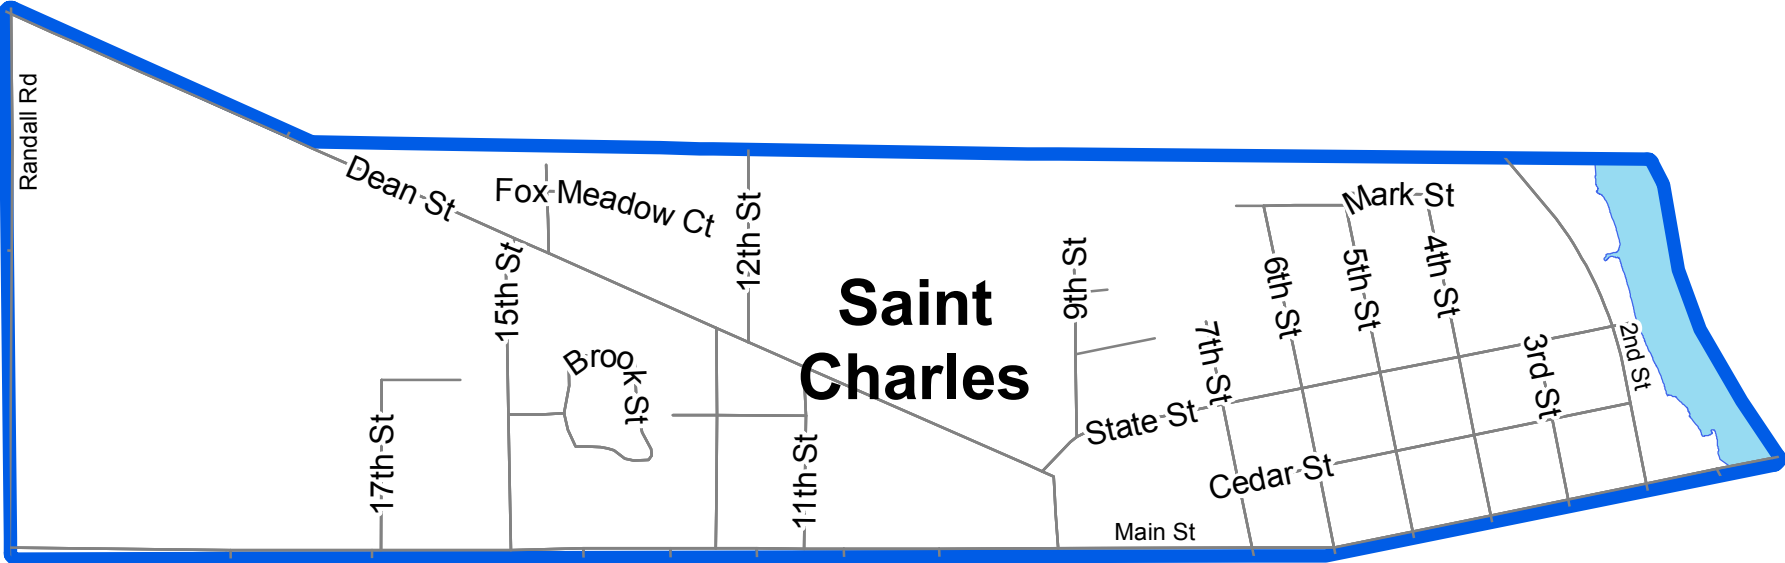 Randall Rd
Dean St
Fox Meadow Ct
15th St
12th St
Brook St
17th St
11th St
Saint
Charles
9th St
Mark St
6th St
5th St
4th St
7th St
3rd St
2nd St
State St
Cedar St
Main St